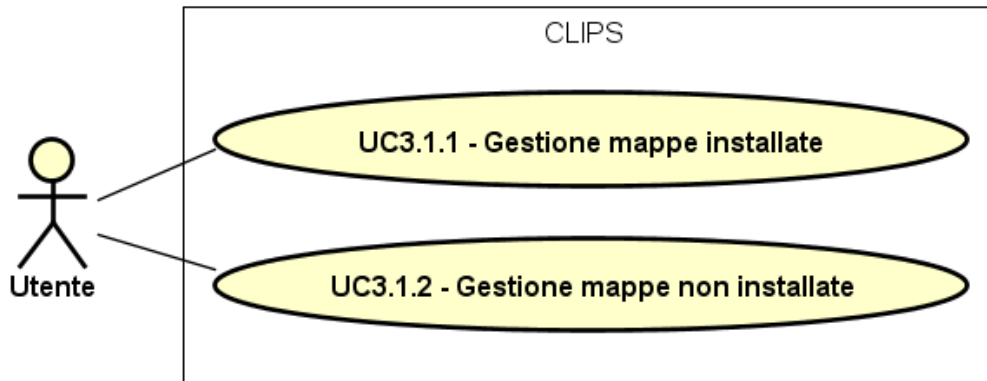 CLIPS
UC3.1.1 - Gestione mappe installate
UC3.1.2 - Gestione mappe non installate
Utente